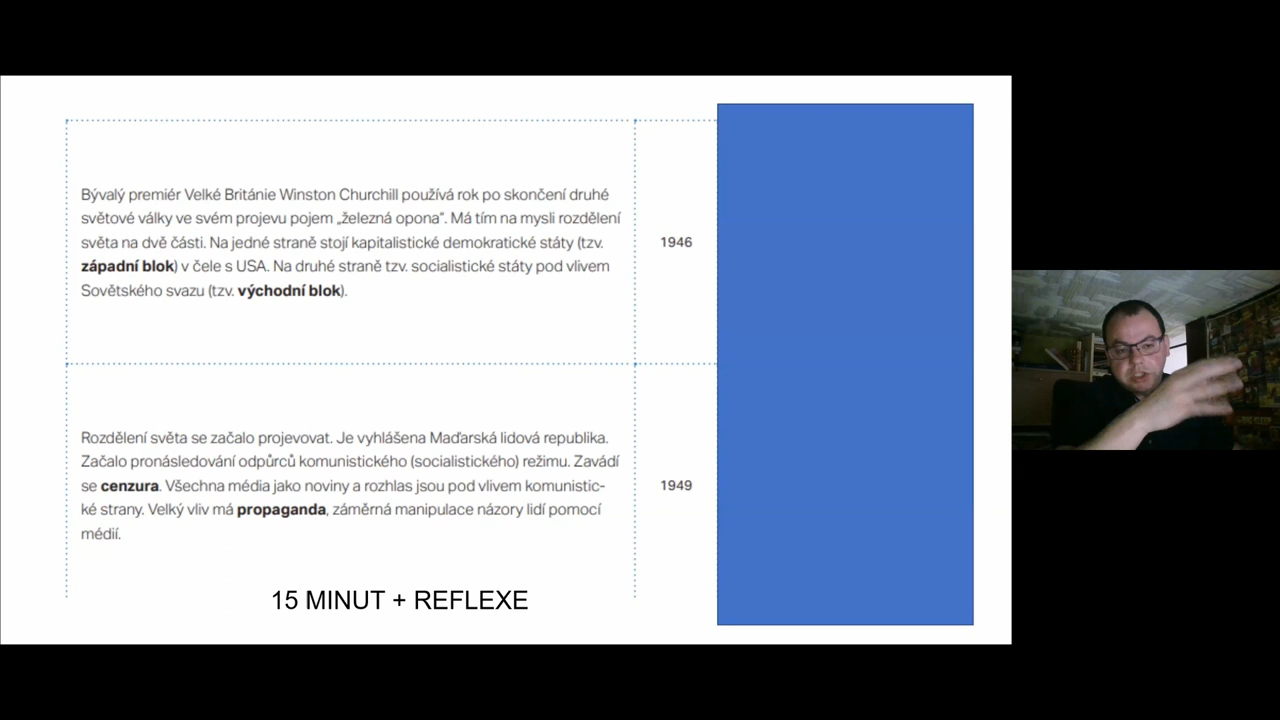 Bývalý premiér Velké Británie Winston Churchill používá rok po skončení druhé
světové války ve svém projevu pojem „železná opona“. Má tím na mysli rozdělení
světa na dvě části. Na jedné straně stojí kapitalistické demokratické státy (tzv.
západní blok) v čele s USA. Na druhé straně tzv. socialistické státy pod vlivem
Sovětského svazu (tzv. východní blok).
1946
Rozdělení světa se začalo projevovat. Je vyhlášena Maďarská lidová republika.
Začalo pronásledování odpůrců komunistického (socialistického) režimu. Zavádí
se cenzura. Všechna média jako noviny a rozhlas jsou pod vlivem komunistic-
ké strany. Velký vliv má propaganda, záměrná manipulace názory lidí pomocí
médií.
1949
15 MINUT + REFLEXE